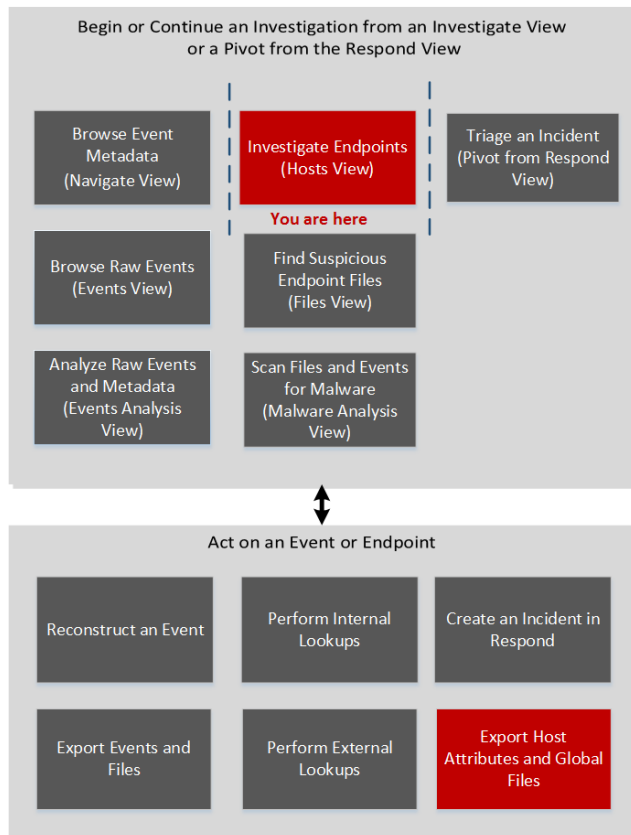 Begin or Continue an Investigation from an Investigate View
or a Pivot from the Respond View
Browse Event
Metadata
(Navigate View)
Investigate Endpoints
(Hosts View)
Triage an Incident
(Pivot from Respond
View)
You are here
Browse Raw Events
(Events View)
Find Suspicious
Endpoint Files
(Files View)
Analyze Raw Events
and Metadata
(Events Analysis
View)
Scan Files and Events
for Malware
(Malware Analysis
View)
Act on an Event or Endpoint
Reconstruct an Event
Perform Internal
Lookups
Create an Incident in
Respond
Export Events and
Files
Perform External
Lookups
Export Host
Attributes and Global
Files